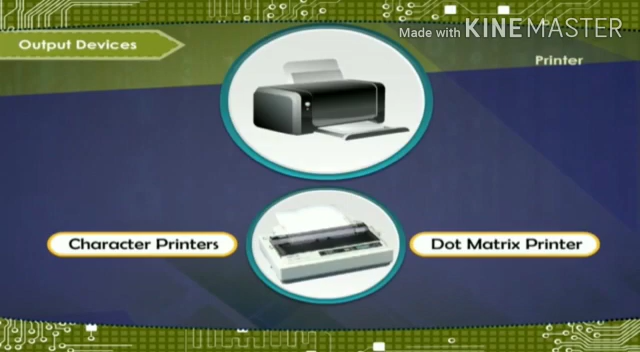 Made with KINEMASTER
Output Devices
Printer
Character Printers
Dot Matrix Printer